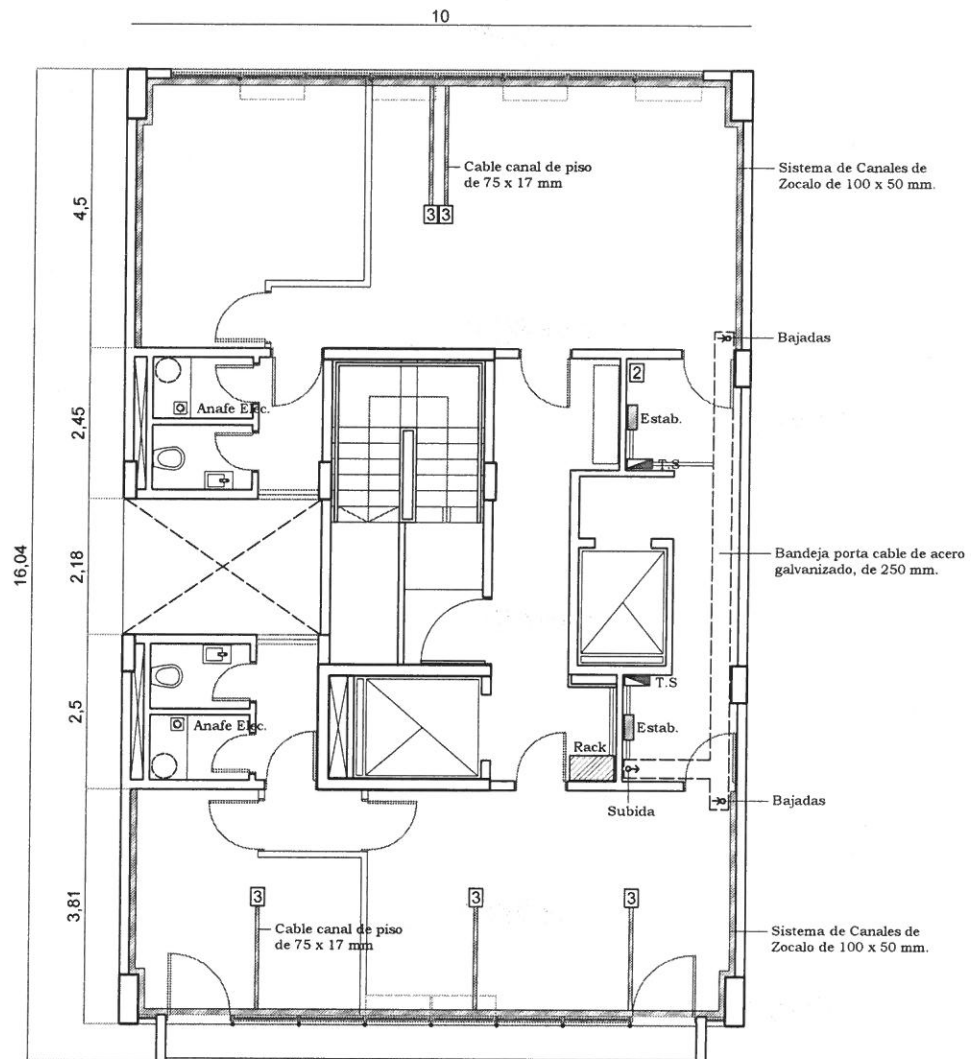 10
Cable canal de piso
de 75 x 17 mm
Sistema de Canales de
Zocalo de 100 x 50 mm.
4,5
3 3
Bajadas
2
Anafe Elec.
Estab.
2,45
T.S
16,04
2,18
Bandeja porta cable de acero
galvanizado, de 250 mm.
T.S
2,5
Anafe Elec.
Estab.
Rack
Subida
Bajadas
3,81
3
3
3
Cable canal de piso
de 75 x 17 mm
Sistema de Canales de
Zocalo de 100 x 50 mm.